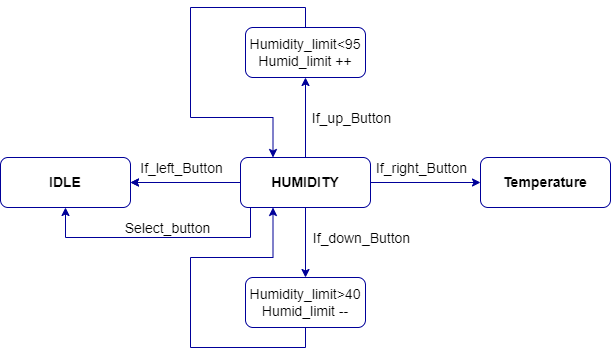 Humidity_limit<95
Humid_limit ++
If_up_Button
If_left_Button
If_right_Button
IDLE
HUMIDITY
Temperature
Select_button
If_down_Button
Humidity_limit>40
Humid_limit --